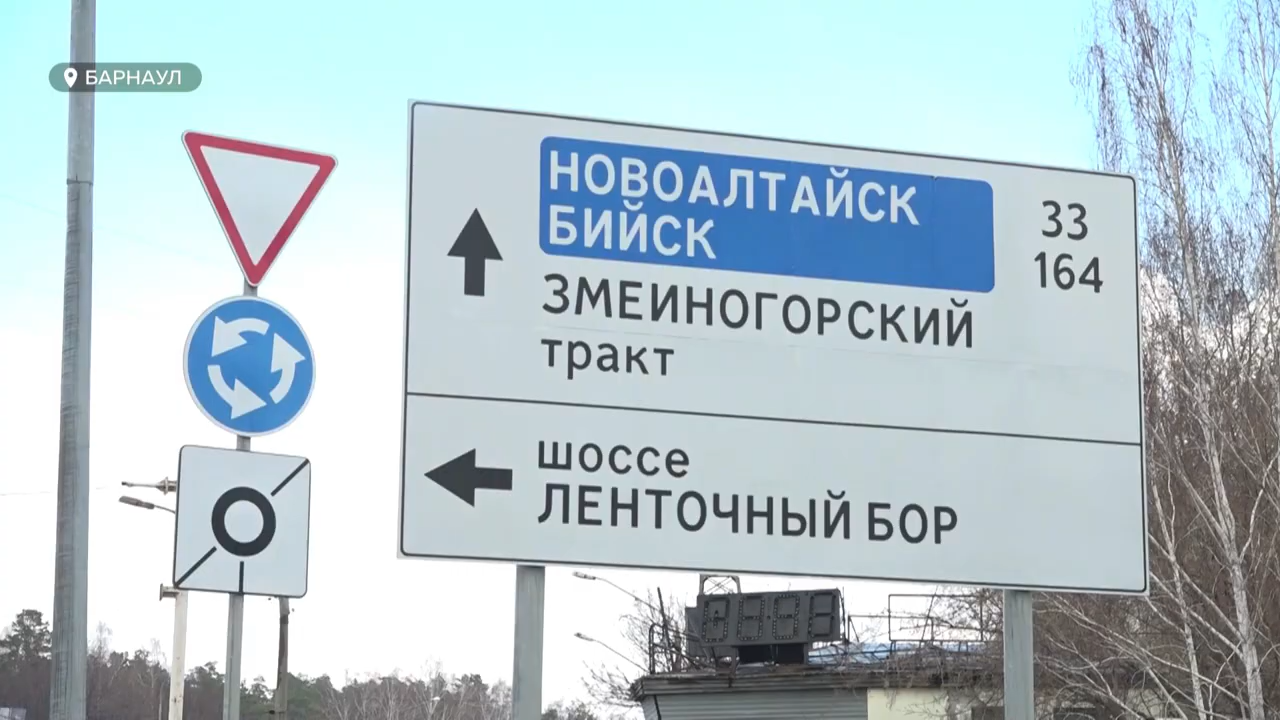 БАРНАУЛ
НОВОАЛТАЙСК 33
БИЙСК 164
ЗМЕИНОГОРСКИЙ
тракт
шоссе
ЛЕНТОЧНЫЙ БОР